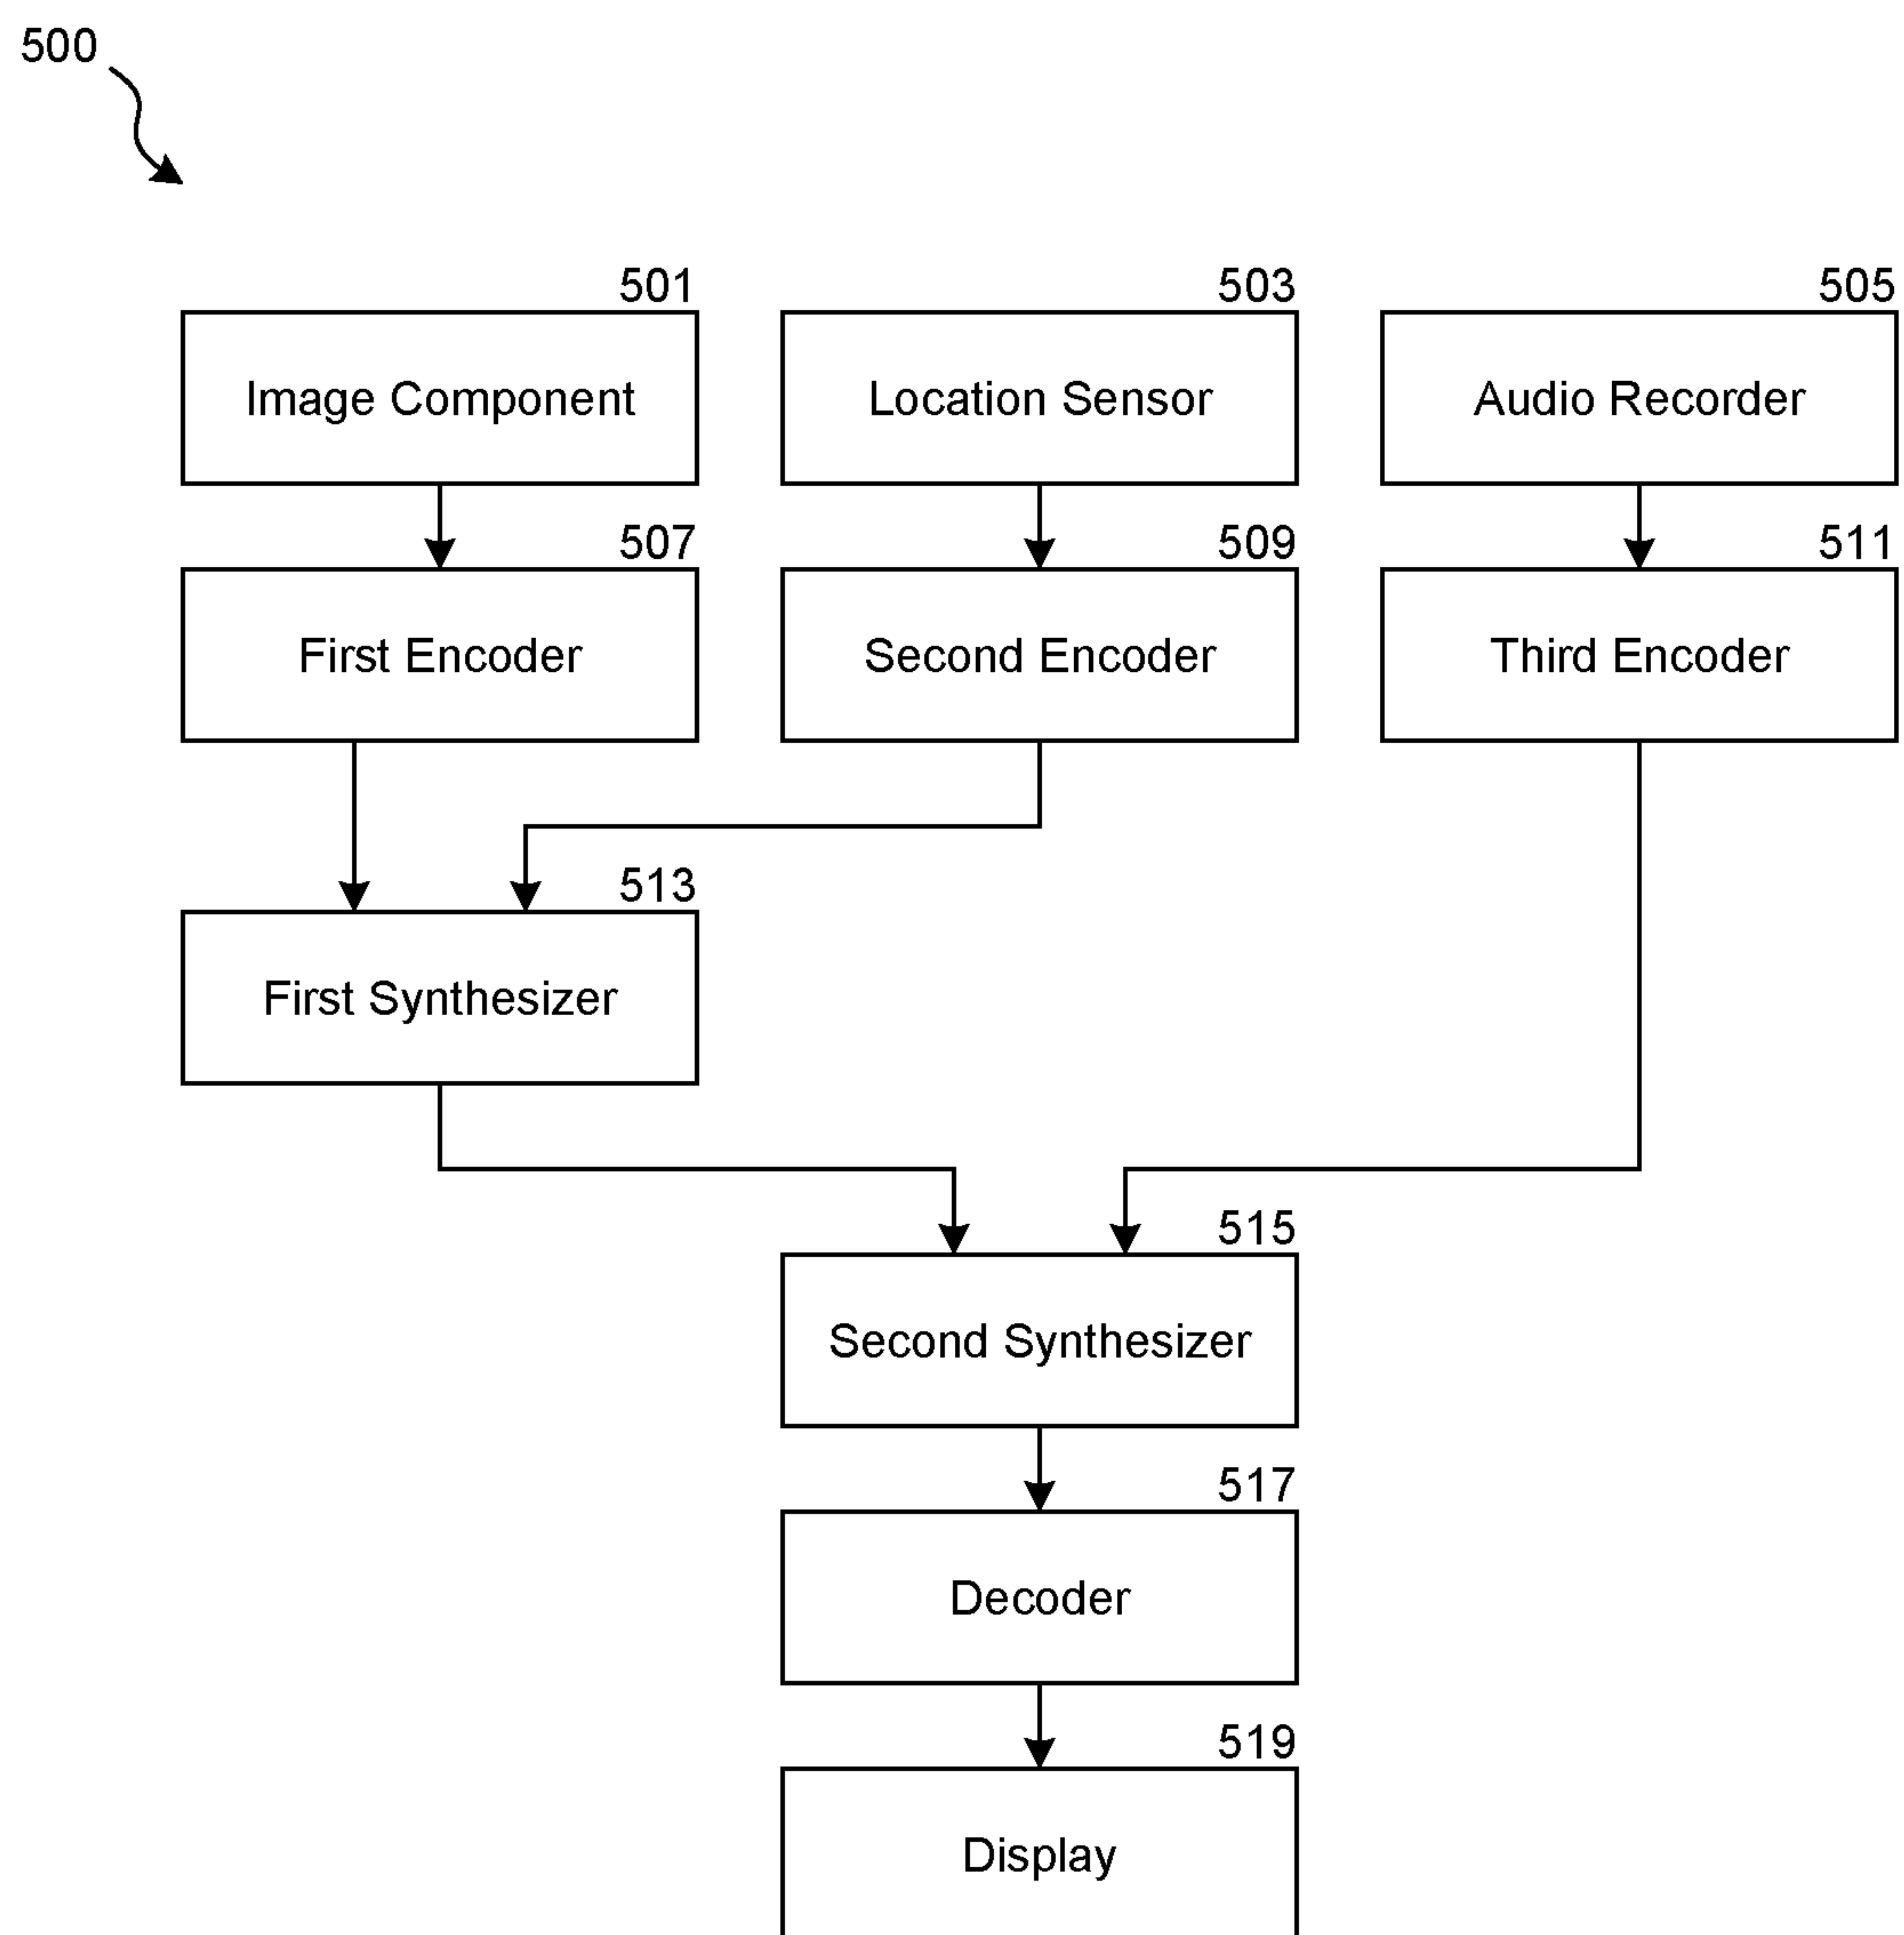 500
501
503
505
Image Component
Location Sensor
Audio Recorder
507
509
511
First Encoder
Second Encoder
Third Encoder
513
First Synthesizer
515
Second Synthesizer
517
Decoder
519
Display